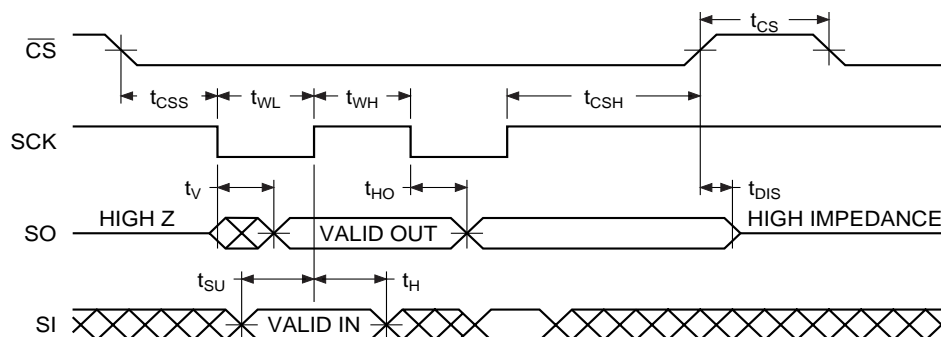 CS
tCS
tCSS
tWL
tWH
tCSH
SCK
tV
tHO
tDIS
HIGH Z
HIGH IMPEDANCE
SO
VALID OUT
tSU
tH
SI
VALID IN